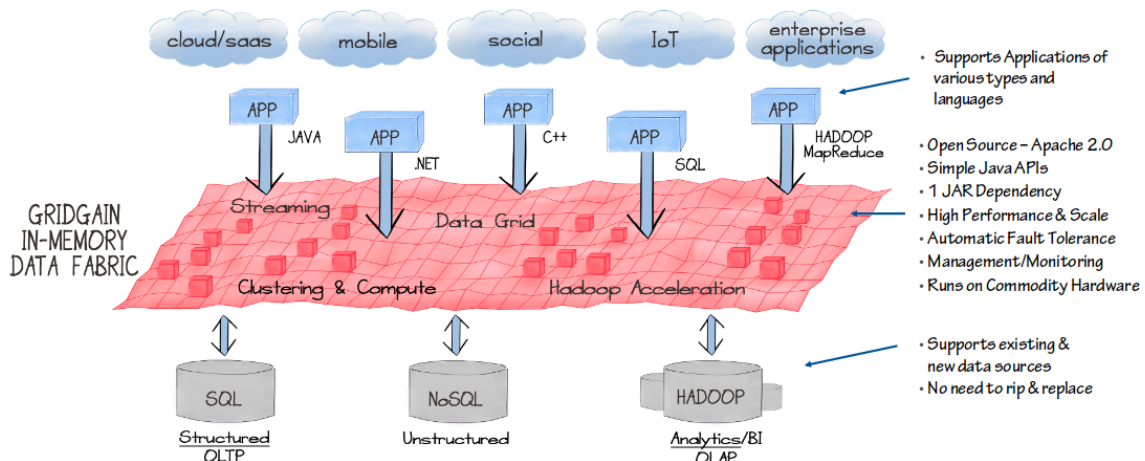 cloud/saas
mobile
social
IoT
enterprise
applications
APP
JAVA
APP
.NET
APP
C++
APP
SQL
APP
HADOOP
MapReduce
• Supports Applications of
various types and
languages
GRIDGAIN
IN-MEMORY
DATA FABRIC
Streaming
Data Grid
Clustering & Compute
Hadoop Acceleration
• Open Source – Apache 2.0
• Simple Java APIs
• 1 JAR Dependency
• High Performance & Scale
• Automatic Fault Tolerance
• Management/Monitoring
• Runs on Commodity Hardware
SQL
NoSQL
HADOOP
Structured
OLTP
Unstructured
Analytics/BI
OLAP
• Supports existing &
new data sources
• No need to rip & replace